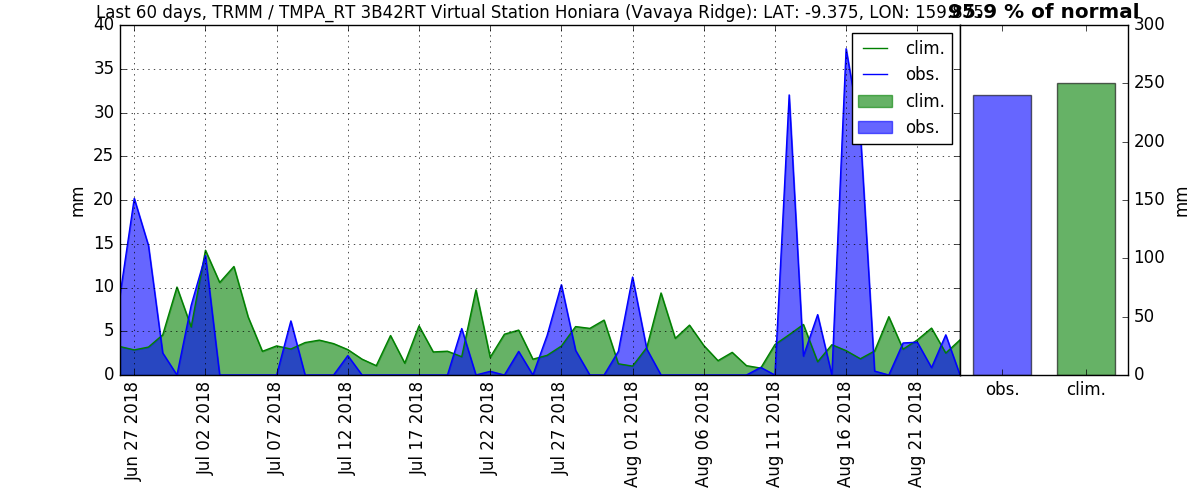 Last 60 days, TRMM / TMPA_RT 3B42RT Virtual Station Honiara (Vavaya Ridge): LAT: -9.375, LON: 159.875
95.9 % of normal
40
35
30
25
20
15
10
5
0
mm
clim.
obs.
clim.
obs.
Jun 27 2018
Jul 02 2018
Jul 07 2018
Jul 12 2018
Jul 17 2018
Jul 22 2018
Jul 27 2018
Aug 01 2018
Aug 06 2018
Aug 11 2018
Aug 16 2018
Aug 21 2018
300
250
200
150
100
50
0
mm
obs. clim.